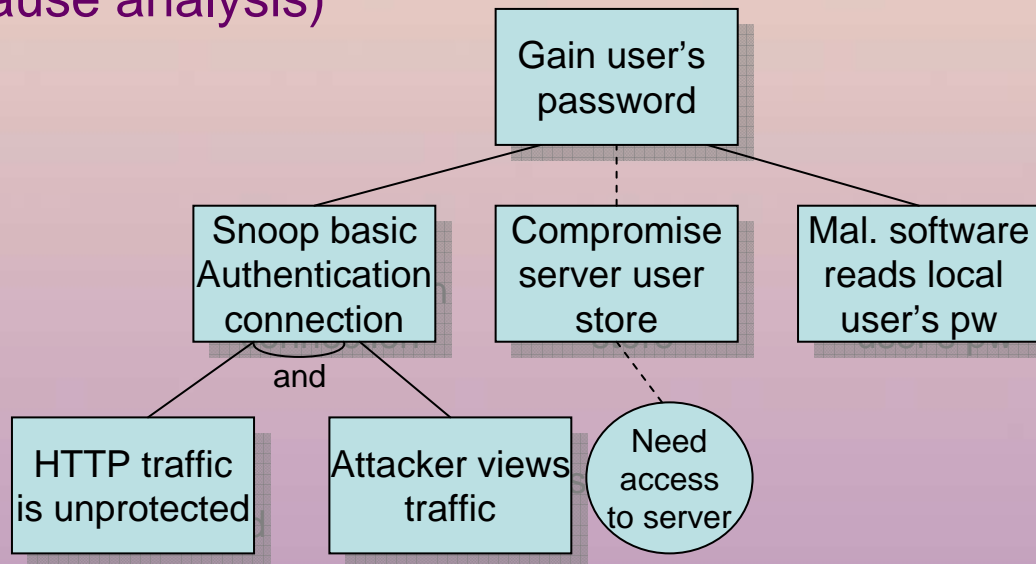 ause analysis)
Gain user's
password
Snoop basic
Authentication
connection
Compromise
server user
store
Mal. software
reads local
user's pw
and
HTTP traffic
is unprotected
Attacker views
traffic
Need
access
to server